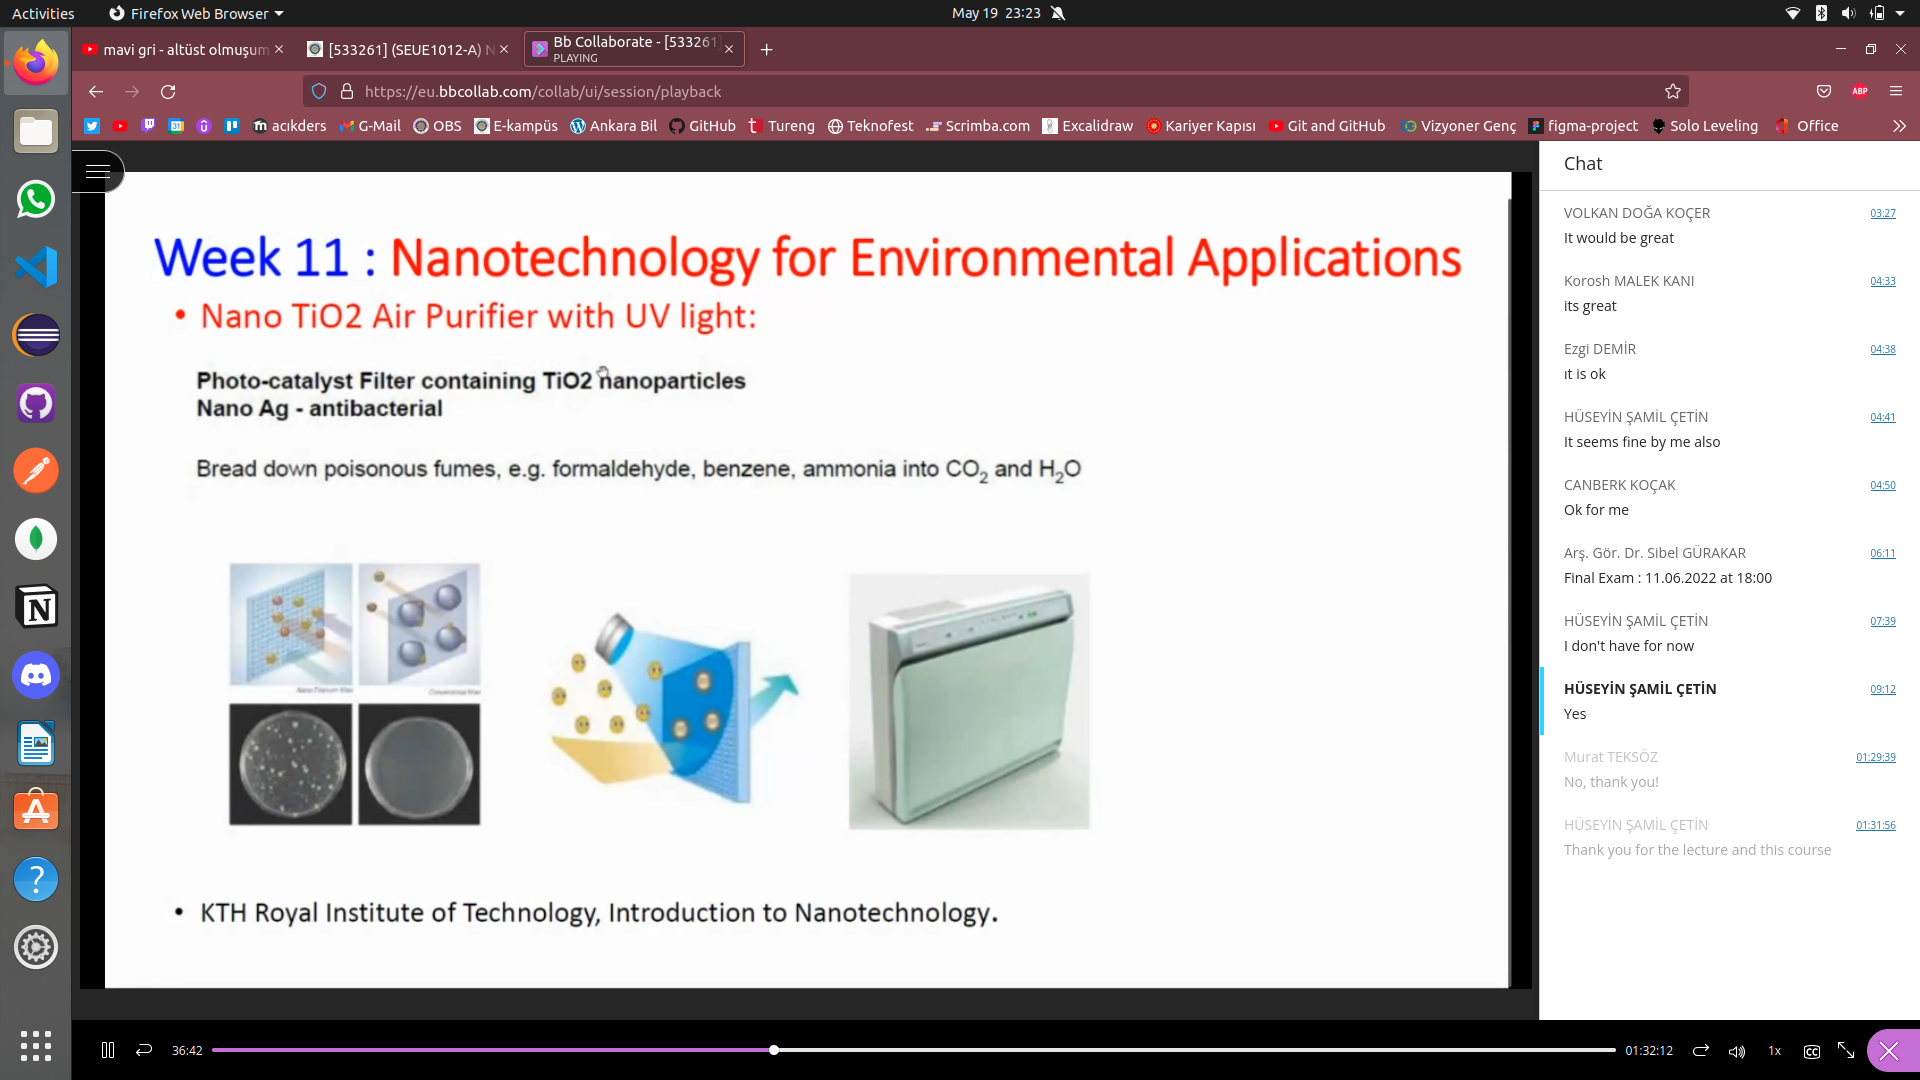 Activities
Firefox Web Browser
May 19 23:23
mavi gri - altüst olmuşum
[533261] (SEUE1012-A) N
Bb Collaborate - [533261]
PLAYING
https://eu.bbcollab.com/collab/ui/session/playback
ABP
acıkders
G-Mail
OBS
E-kampüs
Ankara Bil
GitHub
Tureng
Teknofest
Scrimba.com
Excalidraw
Kariyer Kapısı
Git and GitHub
Vizyoner Genç
figma-project
Solo Leveling
Office
Week 11 : Nanotechnology for Environmental Applications
• Nano TiO2 Air Purifier with UV light:
Photo-catalyst Filter containing TiO2 nanoparticles
Nano Ag - antibacterial
Bread down poisonous fumes, e.g. formaldehyde, benzene, ammonia into CO2 and H2O
• KTH Royal Institute of Technology, Introduction to Nanotechnology.
Chat
VOLKAN DOĞA KOÇER 03:27
It would be great
Korosh MALEK KANI 04:33
its great
Ezgi DEMİR 04:38
ıt is ok
HÜSEYİN ŞAMİL ÇETİN 04:41
It seems fine by me also
CANBERK KOÇAK 04:50
Ok for me
Arş. Gör. Dr. Sibel GÜRAKAR 06:11
Final Exam : 11.06.2022 at 18:00
HÜSEYİN ŞAMİL ÇETİN 07:39
I don't have for now
HÜSEYİN ŞAMİL ÇETİN 09:12
Yes
Murat TEKSÖZ 01:29:39
No, thank you!
HÜSEYİN ŞAMİL ÇETİN 01:31:56
Thank you for the lecture and this course
36:42
01:32:12
1x
CC